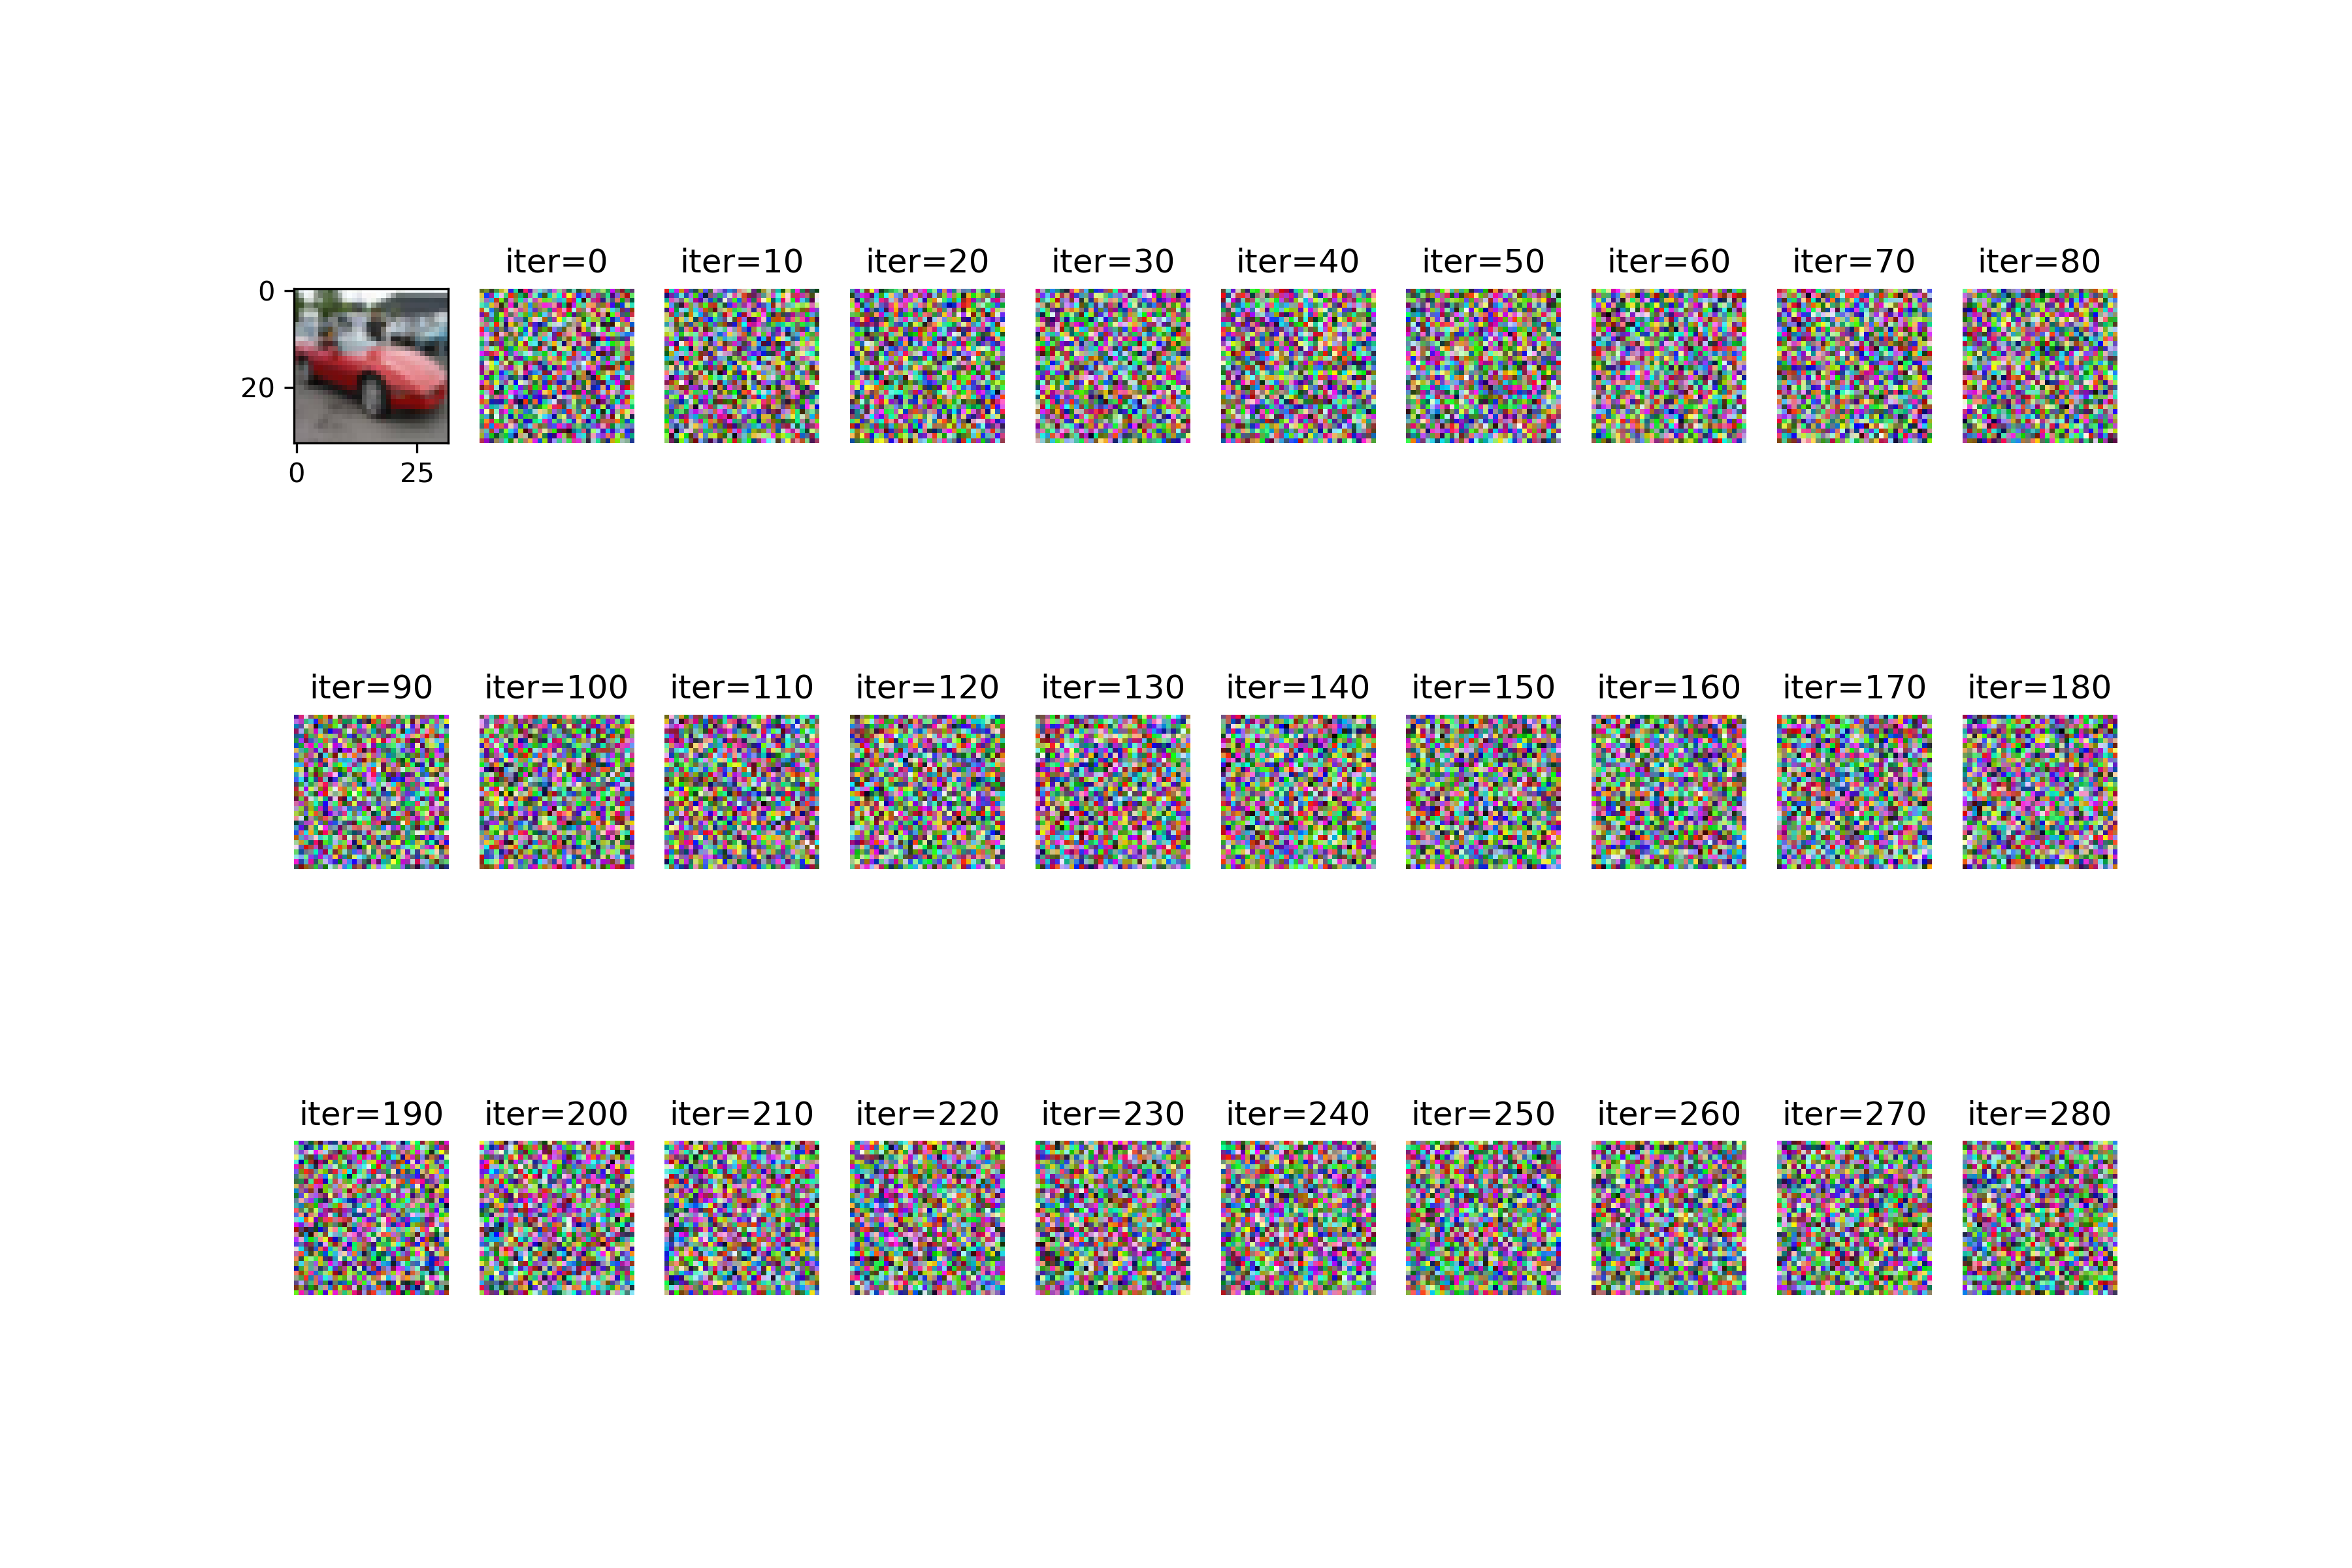 iter=0 iter=10 iter=20 iter=30 iter=40 iter=50 iter=60 iter=70 iter=80
0
20
0 25
iter=90 iter=100 iter=110 iter=120 iter=130 iter=140 iter=150 iter=160 iter=170 iter=180
iter=190 iter=200 iter=210 iter=220 iter=230 iter=240 iter=250 iter=260 iter=270 iter=280